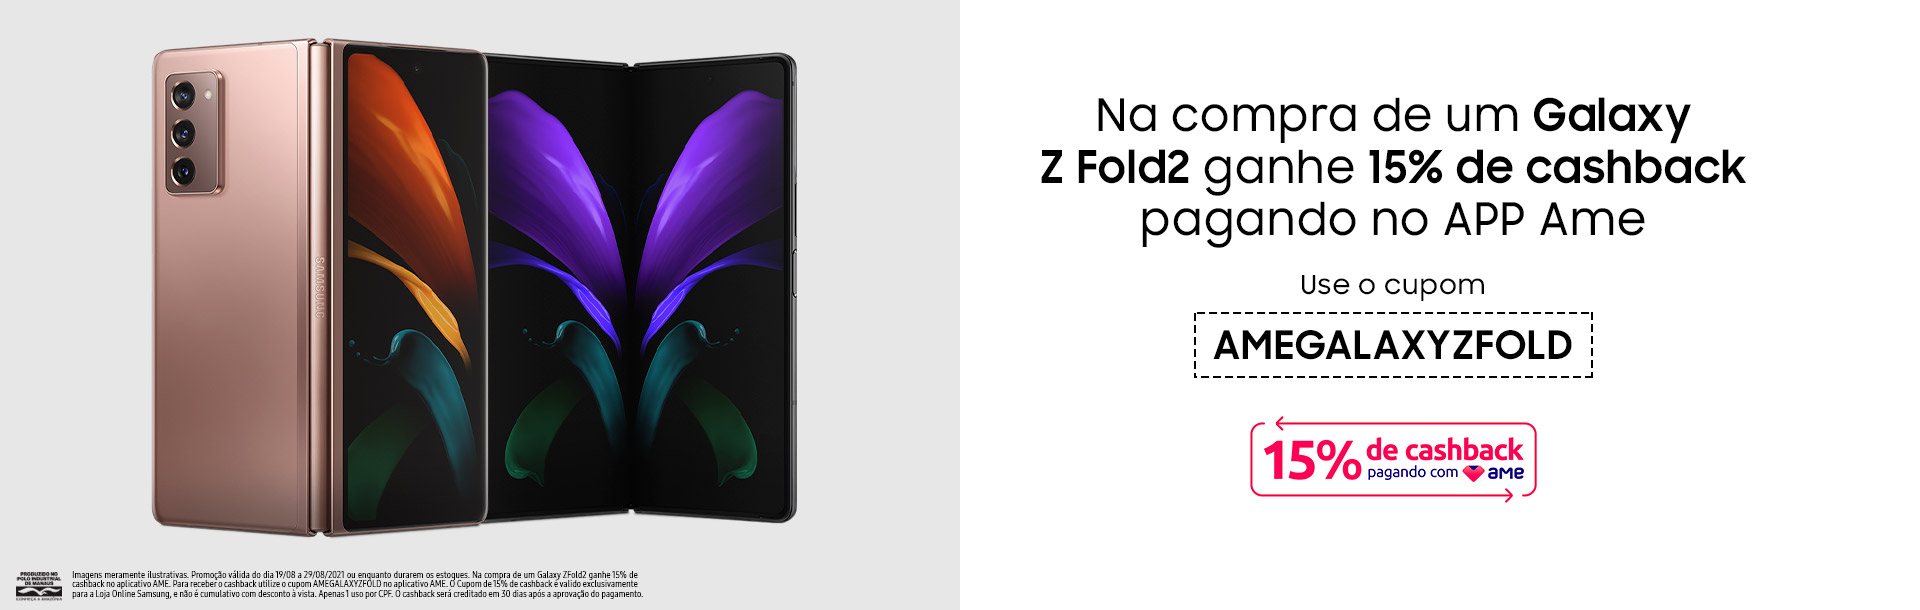 Na compra de um Galaxy
Z Fold2 ganhe 15% de cashback
pagando no APP Ame
Use o cupom
AMEGALAXYZFOLD
15% de cashback
pagando com AME
SAMSUNG
PRODUZIDO NO
POLO INDUSTRIAL
DE MANAUS
CONHEÇA A AMAZÔNIA
Imagens meramente ilustrativas. Promoção válida do dia 19/08 a 29/08/2021 ou enquanto durarem os estoques. Na compra de um Galaxy ZFold2 ganhe 15% de
cashback no aplicativo AME. Para receber o cashback utilize o cupom AMEGALAXYZFOLD no aplicativo AME. O Cupom de 15% de cashback é valido exclusivamente
para a Loja Online Samsung, e não é cumulativo com desconto à vista. Apenas 1 uso por CPF. O cashback será creditado em 30 dias após a aprovação do pagamento.